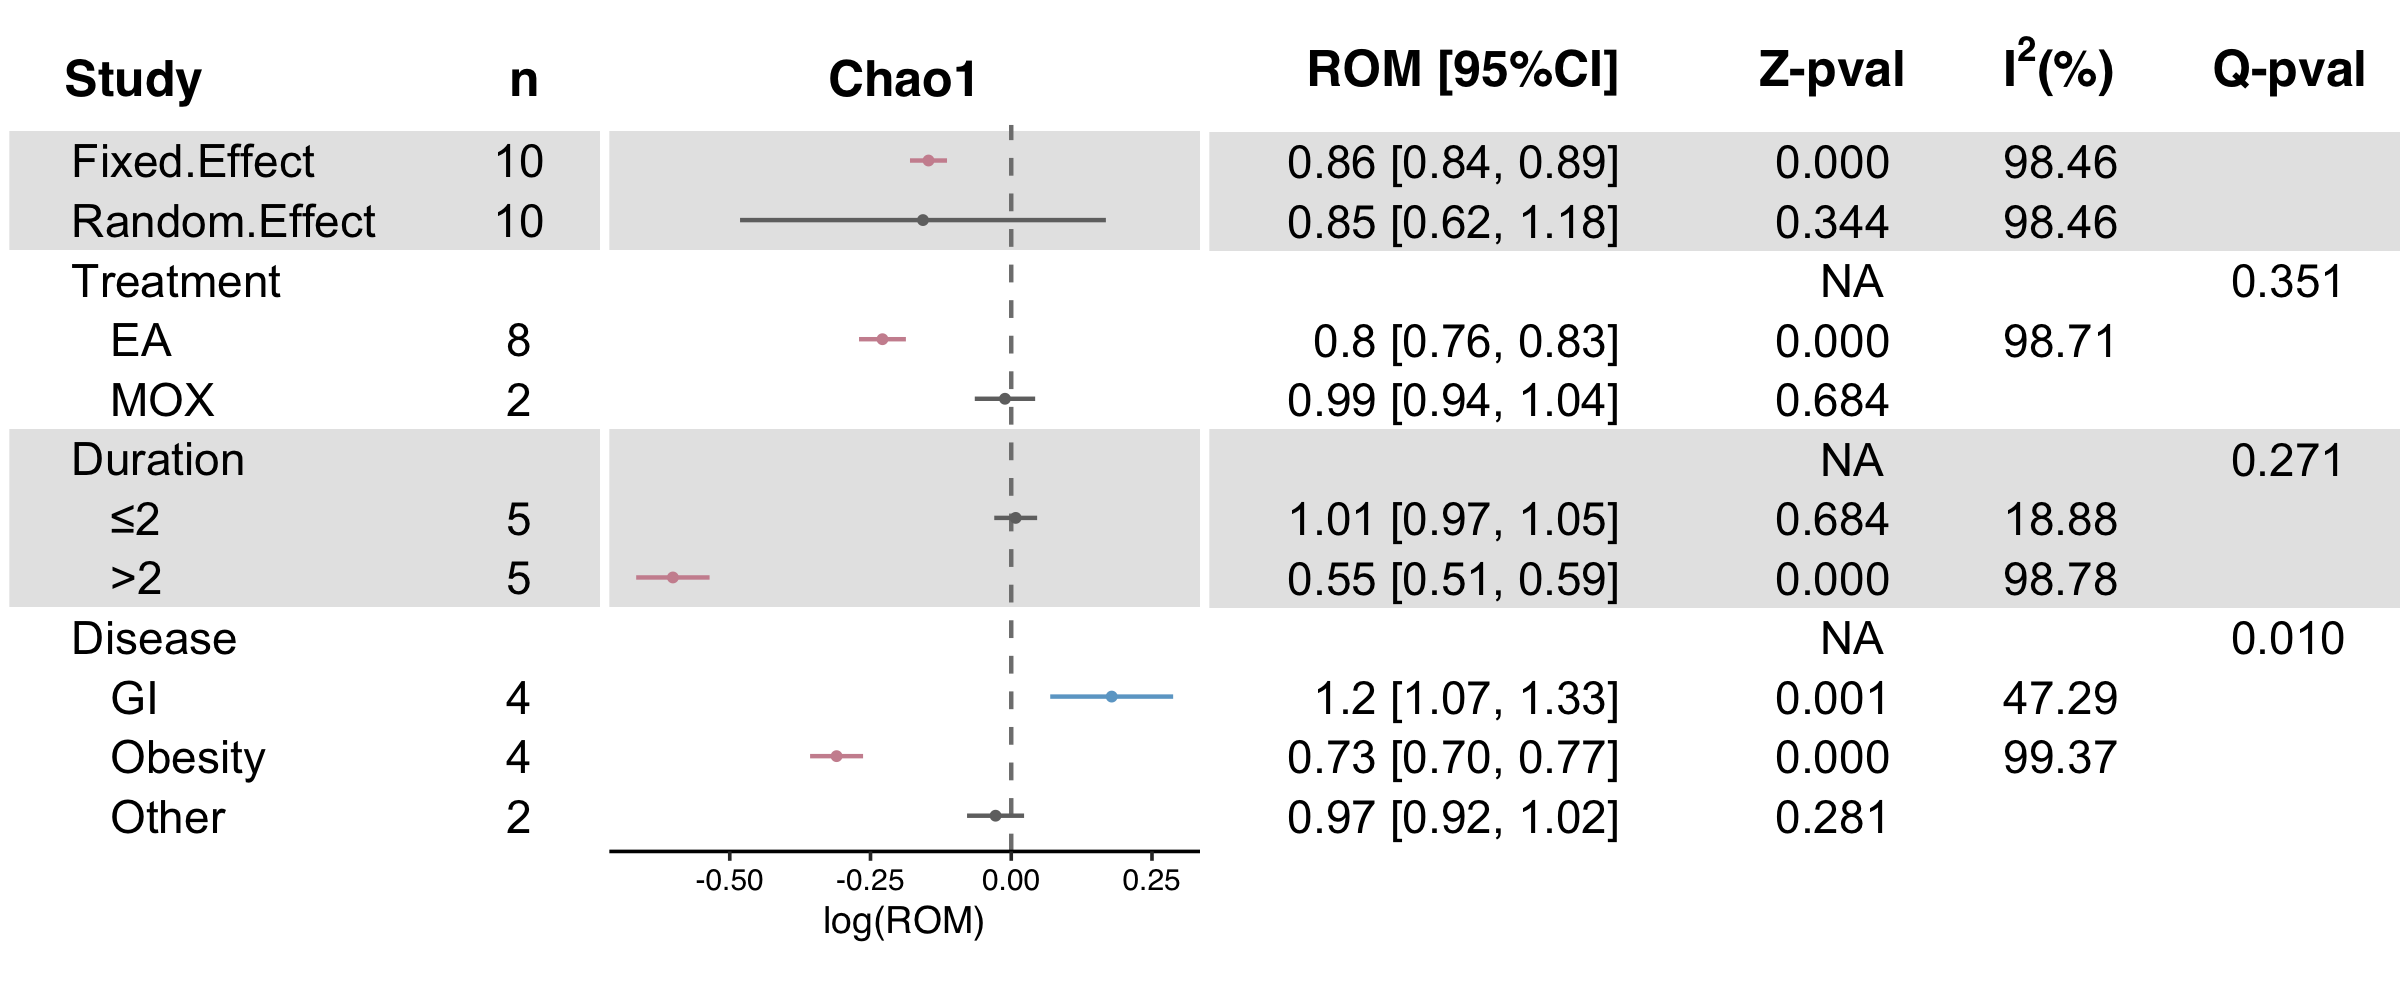 Study n Chao1 ROM [95%CI] Z-pval I²(%) Q-pval
Fixed.Effect 10 0.86 [0.84, 0.89] 0.000 98.46
Random.Effect 10 0.85 [0.62, 1.18] 0.344 98.46
Treatment NA 0.351
EA 8 0.8 [0.76, 0.83] 0.000 98.71
MOX 2 0.99 [0.94, 1.04] 0.684
Duration NA 0.271
≤2 5 1.01 [0.97, 1.05] 0.684 18.88
>2 5 0.55 [0.51, 0.59] 0.000 98.78
Disease NA 0.010
GI 4 1.2 [1.07, 1.33] 0.001 47.29
Obesity 4 0.73 [0.70, 0.77] 0.000 99.37
Other 2 0.97 [0.92, 1.02] 0.281
-0.50 -0.25 0.00 0.25
log(ROM)